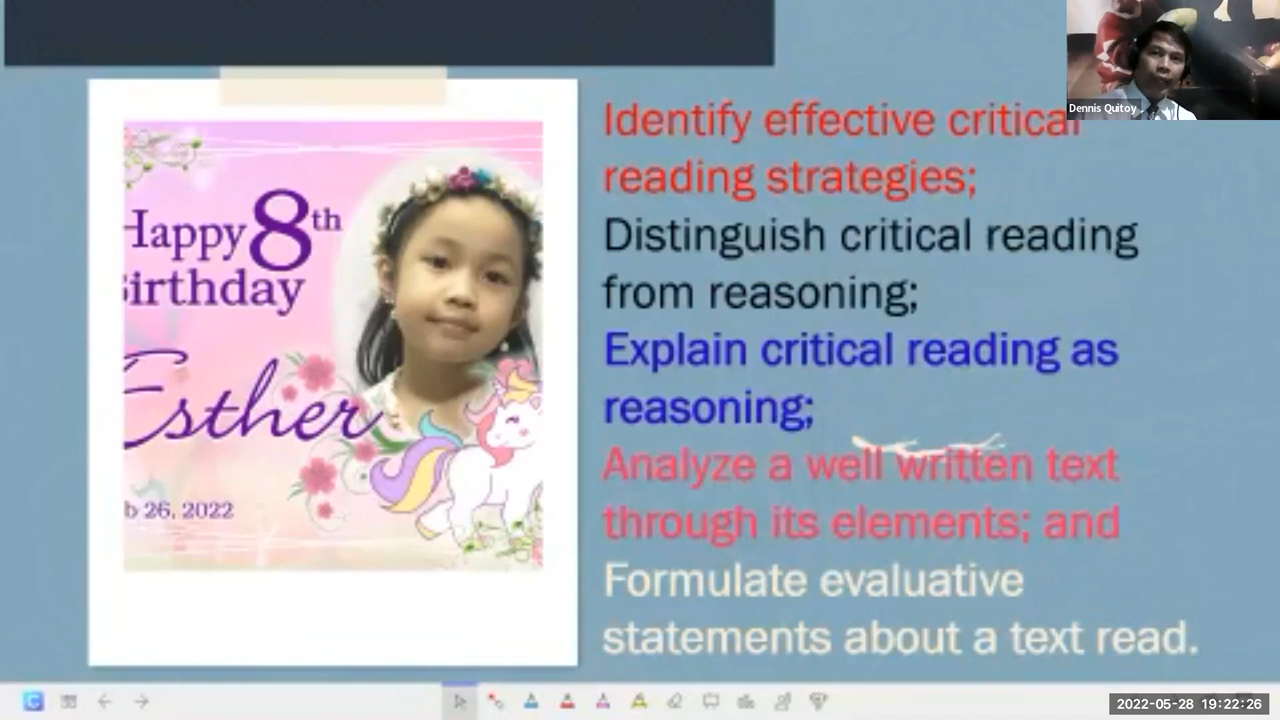 Happy 8th
Birthday
Esther
b 26, 2022
Identify effective critical
reading strategies;
Distinguish critical reading
from reasoning;
Explain critical reading as
reasoning;
Analyze a well written text
through its elements; and
Formulate evaluative
statements about a text read.
Dennis Quitoy
2022-05-28 19:22:26